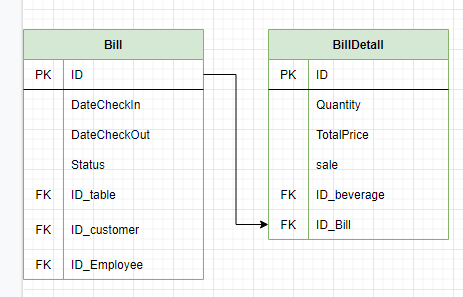 Bill
PK ID
DateCheckIn
DateCheckOut
Status
FK ID_table
FK ID_customer
FK ID_Employee
BillDetall
PK ID
Quantity
TotalPrice
sale
FK ID_beverage
FK ID_Bill